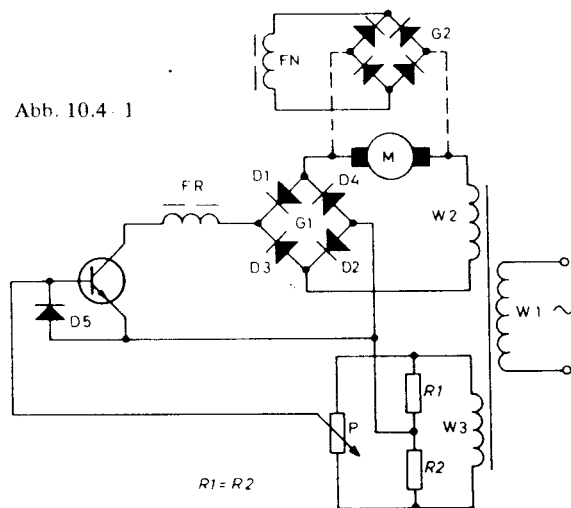 FN
G2
Abb. 10.4-1
M
FR
D1
D4
G1
D3
D2
W2
W1 ~
D5
P
R1
R2
W3
R1 = R2